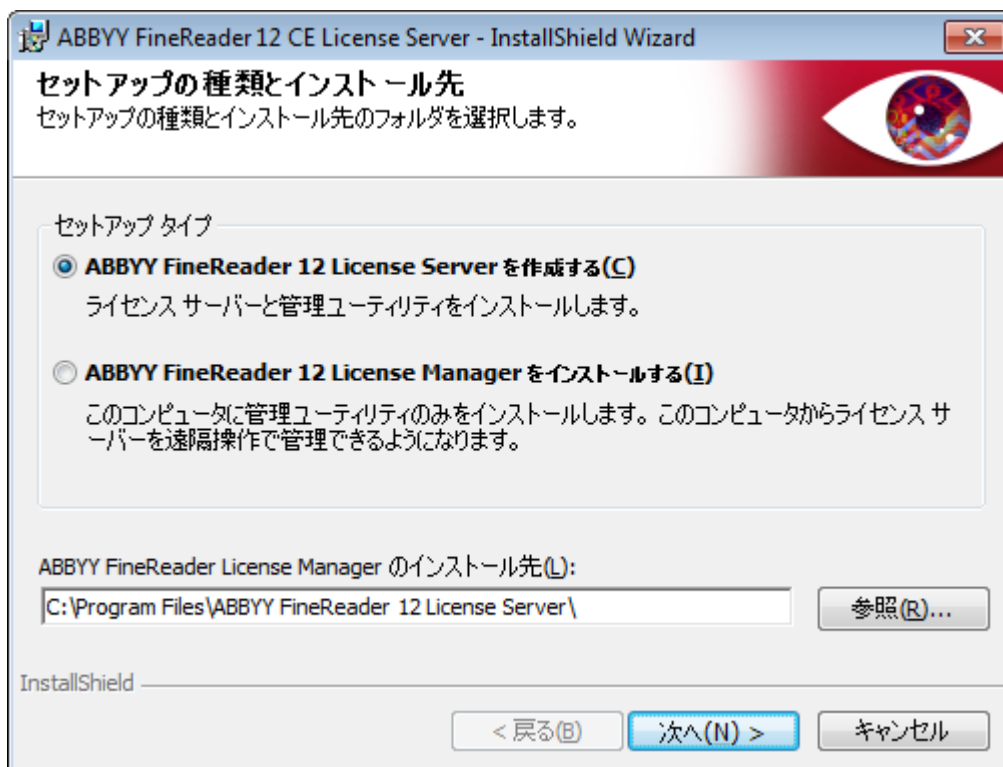 ABBYY FineReader 12 CE License Server - InstallShield Wizard
セットアップの種類とインストール先
セットアップの種類とインストール先のフォルダを選択します。
セットアップ タイプ
ABBYY FineReader 12 License Server を作成する(C)
ライセンス サーバーと管理ユーティリティをインストールします。
ABBYY FineReader 12 License Manager をインストールする(I)
このコンピュータに管理ユーティリティのみをインストールします。このコンピュータからライセンス サ
ーバーを遠隔操作で管理できるようになります。
ABBYY FineReader License Manager のインストール先(L):
C:\Program Files\ABBYY FineReader 12 License Server\
参照(R)...
InstallShield
< 戻る(B)
次へ(N) >
キャンセル